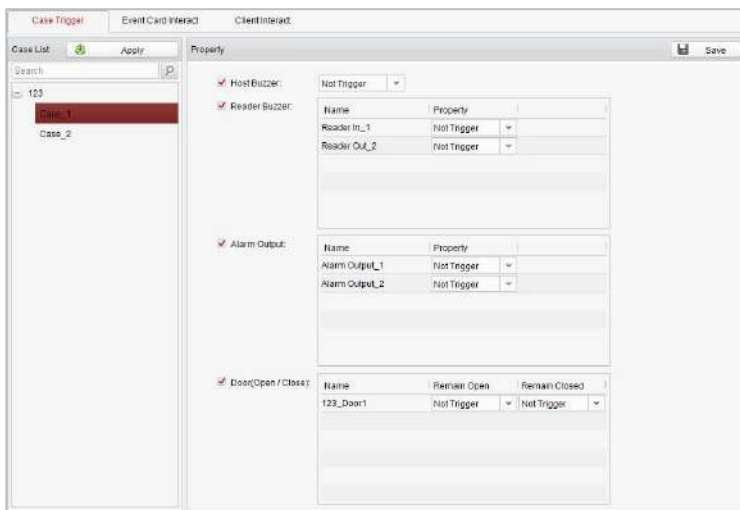 Case Trigger Event Card Interact Client Interact
Case List Apply Property Save
Search
123
Case_1
Case_2
Host Buzzer: Not Trigger
Reader Buzzer: Name Property
Reader In_1 Not Trigger
Reader Out_2 Not Trigger
Alarm Output: Name Property
Alarm Output_1 Not Trigger
Alarm Output_2 Not Trigger
Door(Open / Close): Name Remain Open Remain Closed
123_Door1 Not Trigger Not Trigger